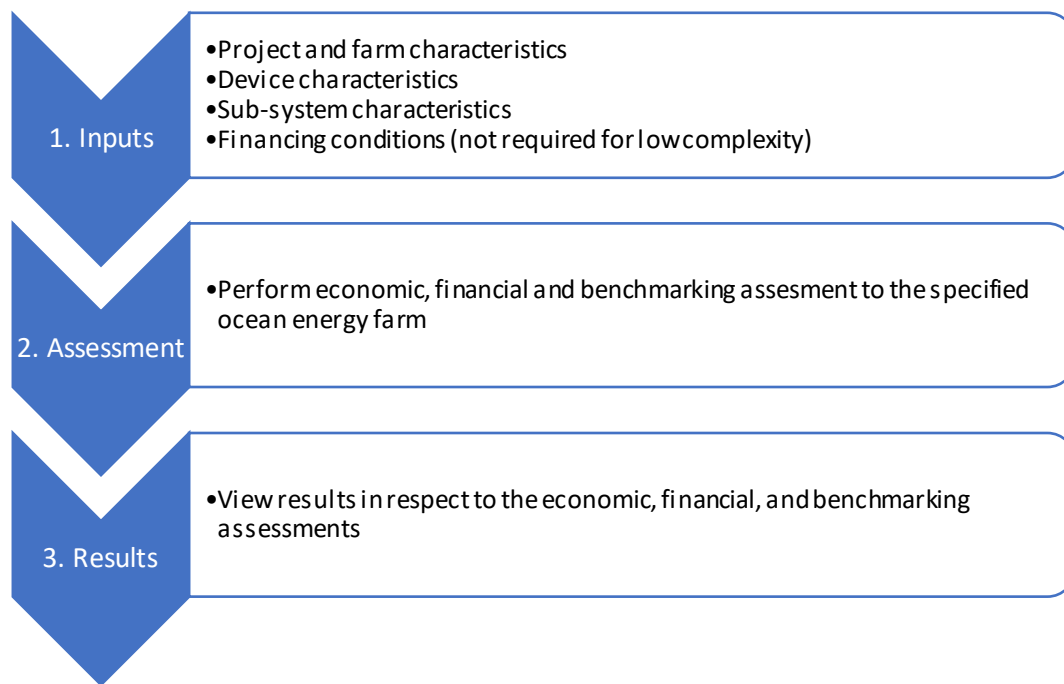 1. Inputs
•Project and farm characteristics
•Device characteristics
•Sub-system characteristics
•Financing conditions (not required for low complexity)
2. Assessment
•Perform economic, financial and benchmarking assesment to the specified
ocean energy farm
3. Results
•View results in respect to the economic, financial, and benchmarking
assessments